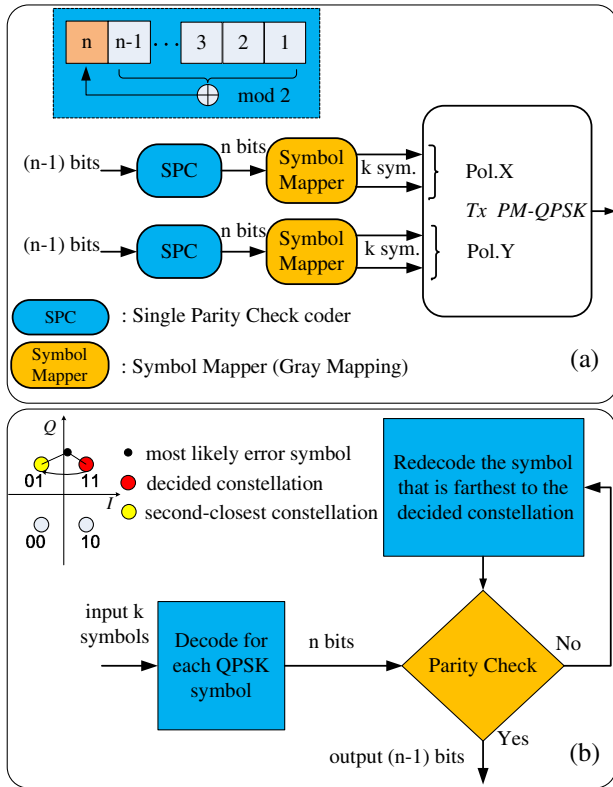 n n-1 ... 3 2 1
mod 2
(n-1) bits SPC n bits Symbol Mapper k sym. Pol.X
Tx PM-QPSK
(n-1) bits SPC n bits Symbol Mapper k sym. Pol.Y
SPC : Single Parity Check coder
Symbol Mapper : Symbol Mapper (Gray Mapping)
(a)
Q
I
01 11
00 10
most likely error symbol
decided constellation
second-closest constellation
Redecode the symbol
that is farthest to the
decided constellation
input k
symbols
Decode for
each QPSK
symbol
n bits
Parity Check
No
Yes
output (n-1) bits
(b)